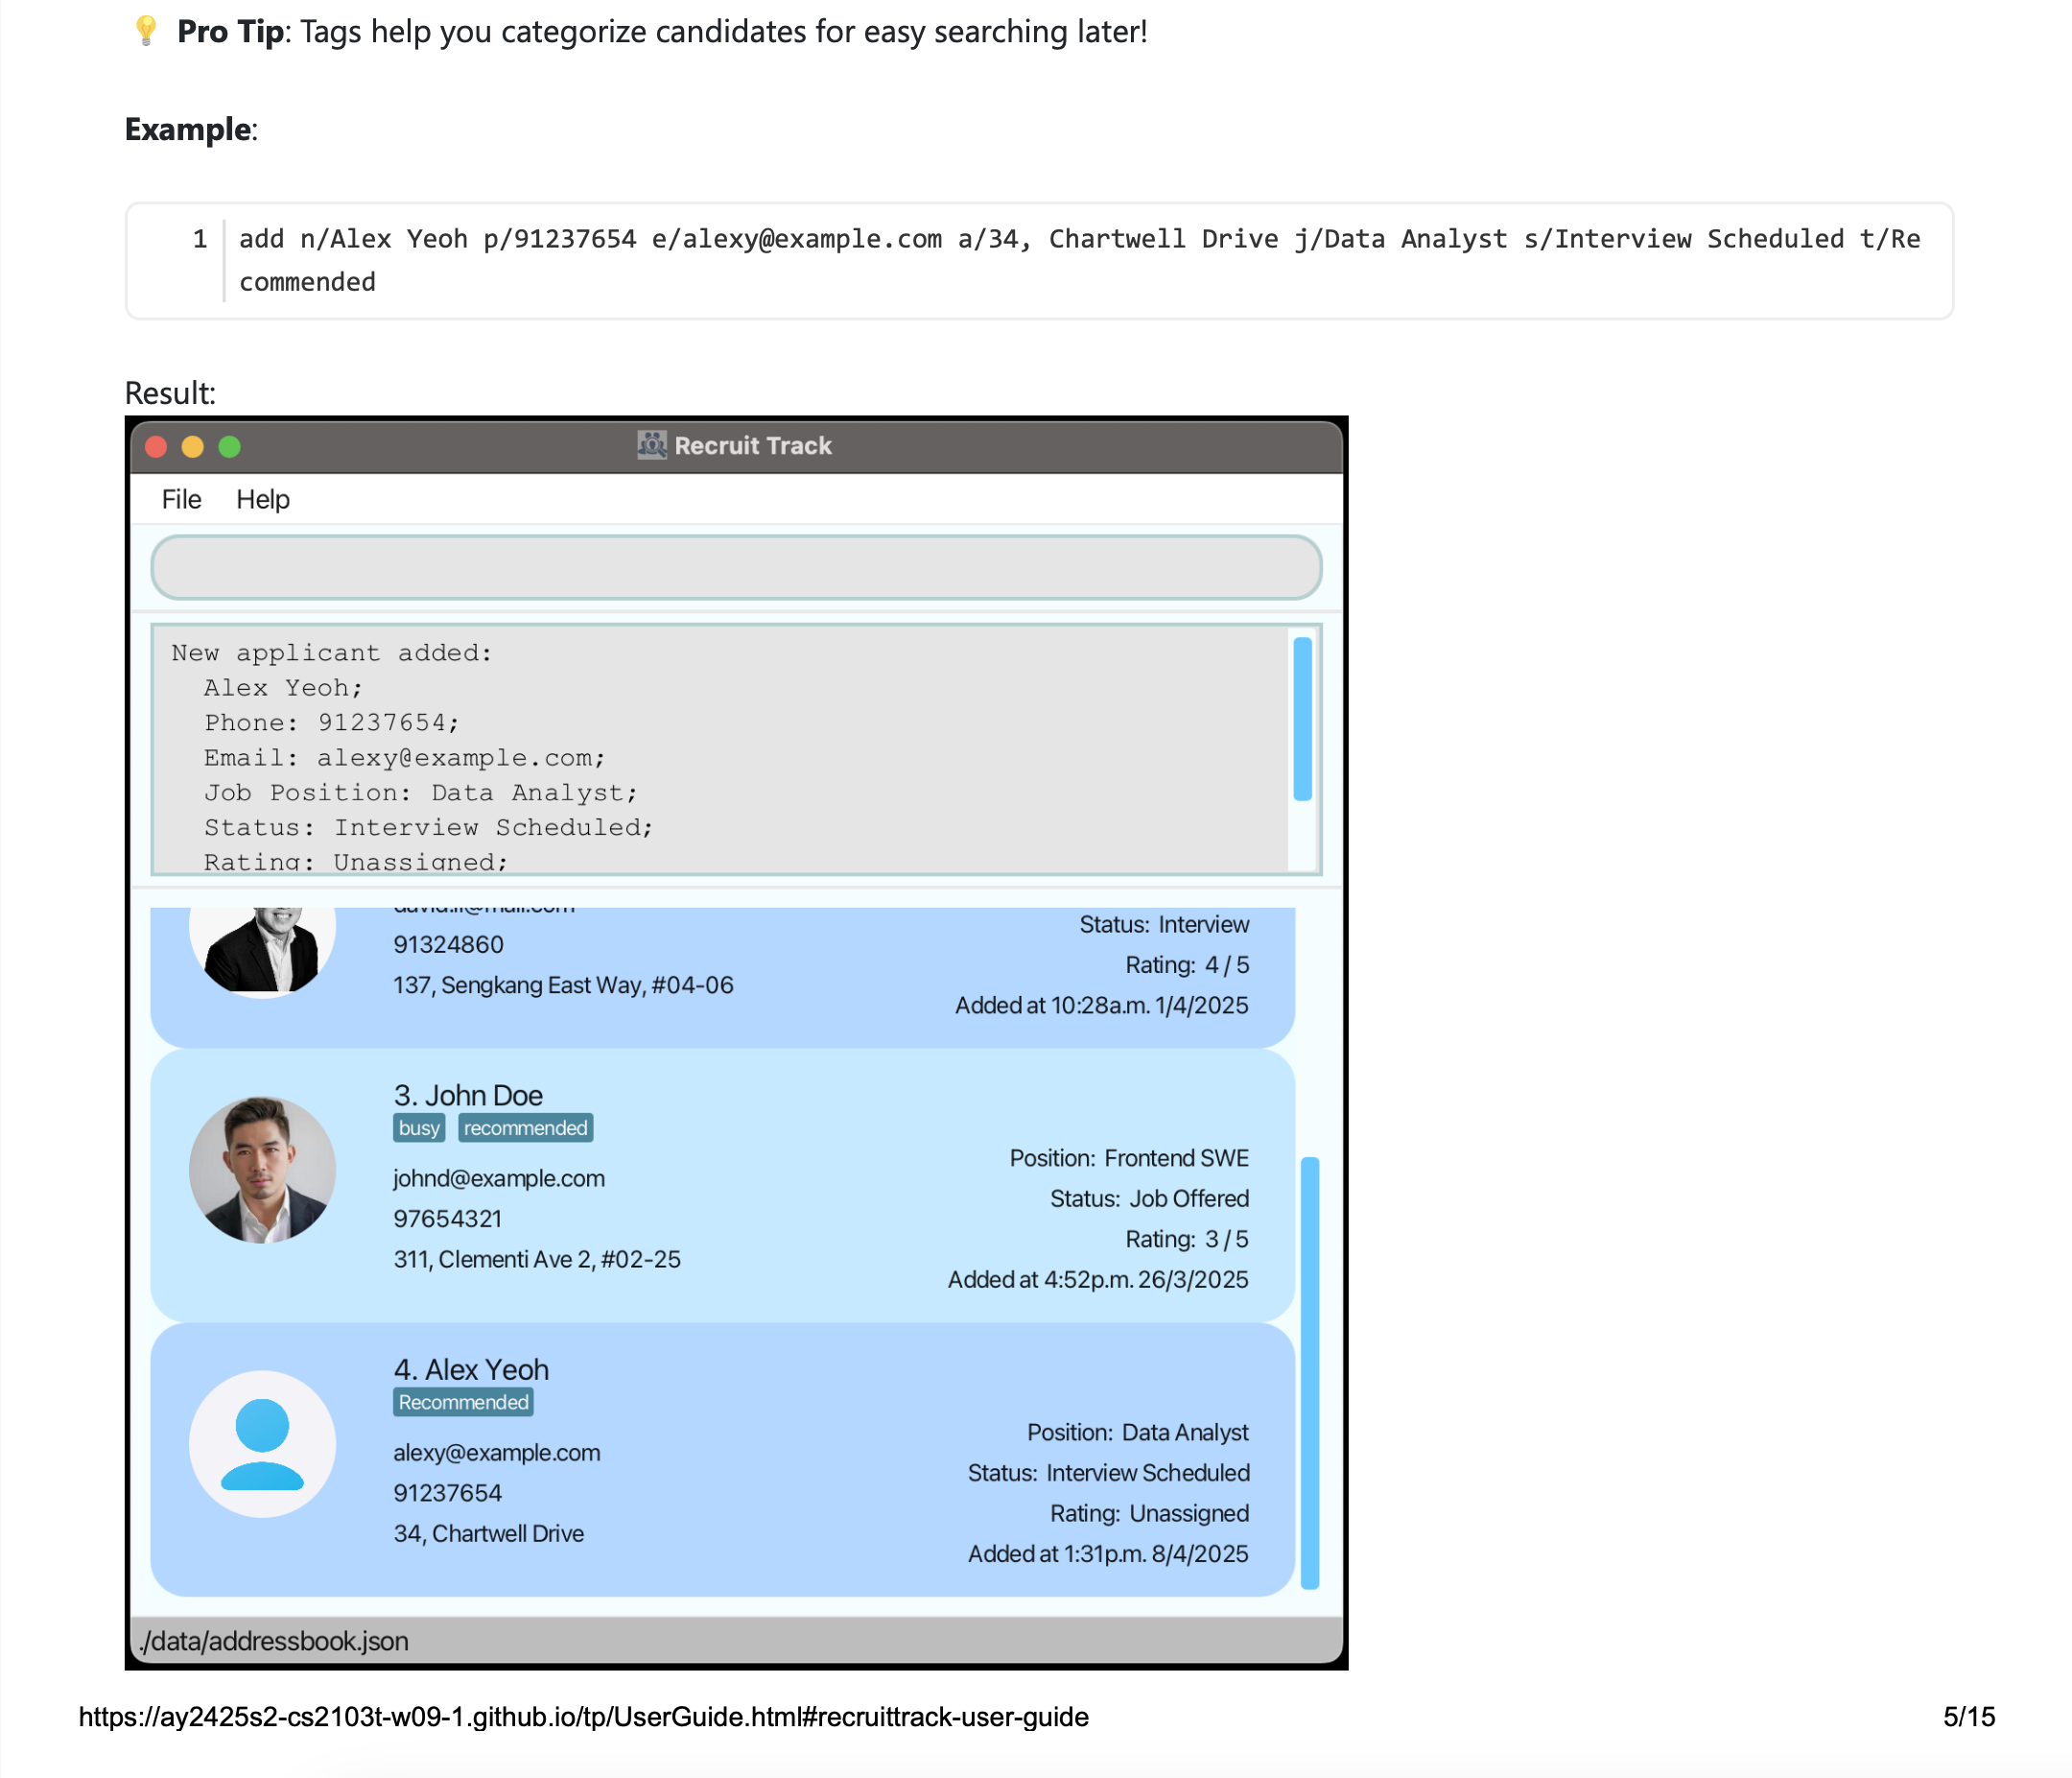 💡 Pro Tip: Tags help you categorize candidates for easy searching later!
Example:
1 add n/Alex Yeoh p/91237654 e/alexy@example.com a/34, Chartwell Drive j/Data Analyst s/Interview Scheduled t/Re
commended
Result:
Recruit Track
File Help
New applicant added:
Alex Yeoh;
Phone: 91237654;
Email: alexy@example.com;
Job Position: Data Analyst;
Status: Interview Scheduled;
Rating: Unassigned;
Status: Interview
91324860
Rating: 4 / 5
137, Sengkang East Way, #04-06
Added at 10:28a.m. 1/4/2025
3. John Doe
busy recommended
Position: Frontend SWE
johnd@example.com
Status: Job Offered
97654321
Rating: 3 / 5
311, Clementi Ave 2, #02-25
Added at 4:52p.m. 26/3/2025
4. Alex Yeoh
Recommended
Position: Data Analyst
alexy@example.com
Status: Interview Scheduled
91237654
Rating: Unassigned
34, Chartwell Drive
Added at 1:31p.m. 8/4/2025
./data/addressbook.json
https://ay2425s2-cs2103t-w09-1.github.io/tp/UserGuide.html#recruittrack-user-guide 5/15